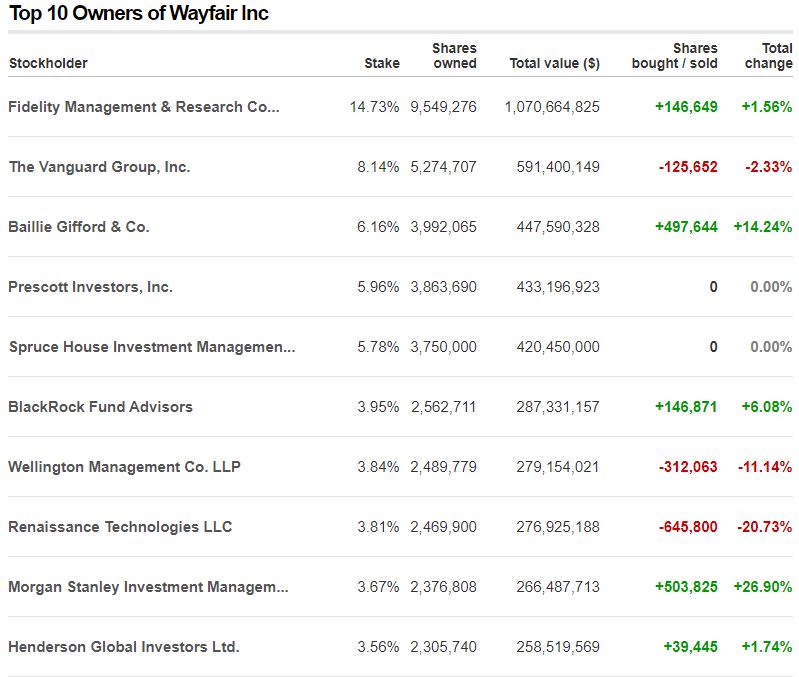 Top 10 Owners of Wayfair Inc
Stockholder Stake Shares owned Total value ($) Shares bought / sold Total change
Fidelity Management & Research Co... 14.73% 9,549,276 1,070,664,825 +146,649 +1.56%
The Vanguard Group, Inc. 8.14% 5,274,707 591,400,149 -125,652 -2.33%
Baillie Gifford & Co. 6.16% 3,992,065 447,590,328 +497,644 +14.24%
Prescott Investors, Inc. 5.96% 3,863,690 433,196,923 0 0.00%
Spruce House Investment Managemen... 5.78% 3,750,000 420,450,000 0 0.00%
BlackRock Fund Advisors 3.95% 2,562,711 287,331,157 +146,871 +6.08%
Wellington Management Co. LLP 3.84% 2,489,779 279,154,021 -312,063 -11.14%
Renaissance Technologies LLC 3.81% 2,469,900 276,925,188 -645,800 -20.73%
Morgan Stanley Investment Managem... 3.67% 2,376,808 266,487,713 +503,825 +26.90%
Henderson Global Investors Ltd. 3.56% 2,305,740 258,519,569 +39,445 +1.74%